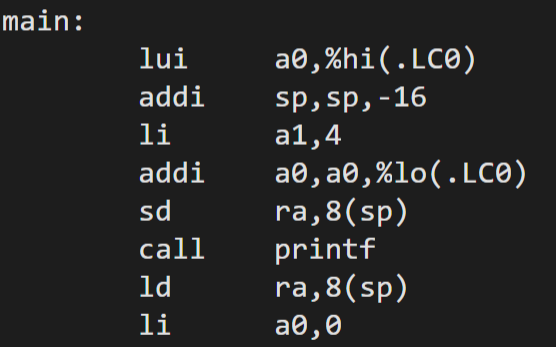 main:
lui a0,%hi(.LC0)
addi sp,sp,-16
li a1,4
addi a0,a0,%lo(.LC0)
sd ra,8(sp)
call printf
ld ra,8(sp)
li a0,0